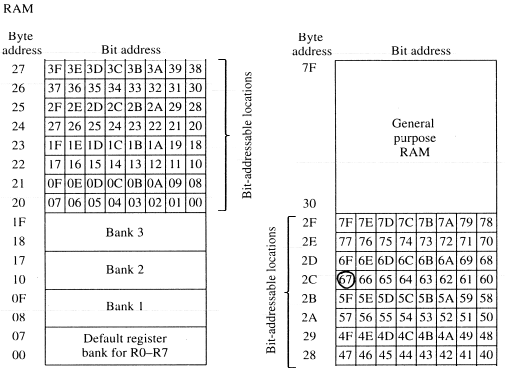 RAM
Byte address
Bit address
27 3F 3E 3D 3C 3B 3A 39 38
26 37 36 35 34 33 32 31 30
25 2F 2E 2D 2C 2B 2A 29 28
24 27 26 25 24 23 22 21 20
23 1F 1E 1D 1C 1B 1A 19 18
22 17 16 15 14 13 12 11 10
21 0F 0E 0D 0C 0B 0A 09 08
20 07 06 05 04 03 02 01 00
Bit-addressable locations
1F
Bank 3
18
17
Bank 2
10
0F
Bank 1
08
07
Default register
bank for R0–R7
00
Byte address
Bit address
7F
General
purpose
RAM
30
2F 7F 7E 7D 7C 7B 7A 79 78
2E 77 76 75 74 73 72 71 70
2D 6F 6E 6D 6C 6B 6A 69 68
2C 67 66 65 64 63 62 61 60
2B 5F 5E 5D 5C 5B 5A 59 58
2A 57 56 55 54 53 52 51 50
29 4F 4E 4D 4C 4B 4A 49 48
28 47 46 45 44 43 42 41 40
Bit-addressable locations